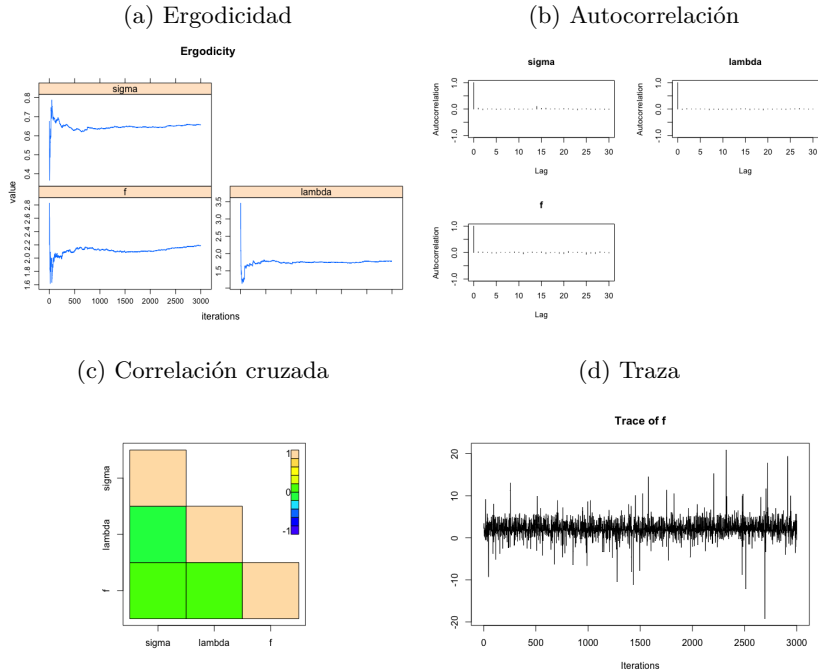 (a) Ergodicidad
Ergodicity
sigma
0.4 0.5 0.6 0.7 0.8
value
f
lambda
1.6 1.8 2.0 2.2 2.4 2.6 2.8
1.5 2.0 2.5 3.0 3.5
0 500 1000 1500 2000 2500 3000
iterations
(b) Autocorrelación
sigma
Autocorrelation
-1.0 0.0 1.0
0 5 10 15 20 25 30
Lag
lambda
Autocorrelation
-1.0 0.0 1.0
0 5 10 15 20 25 30
Lag
f
Autocorrelation
-1.0 0.0 1.0
0 5 10 15 20 25 30
Lag
(c) Correlación cruzada
sigma
lambda
f
1
0
-1
sigma lambda f
(d) Traza
Trace of f
-20 -10 0 10 20
0 500 1000 1500 2000 2500 3000
Iterations